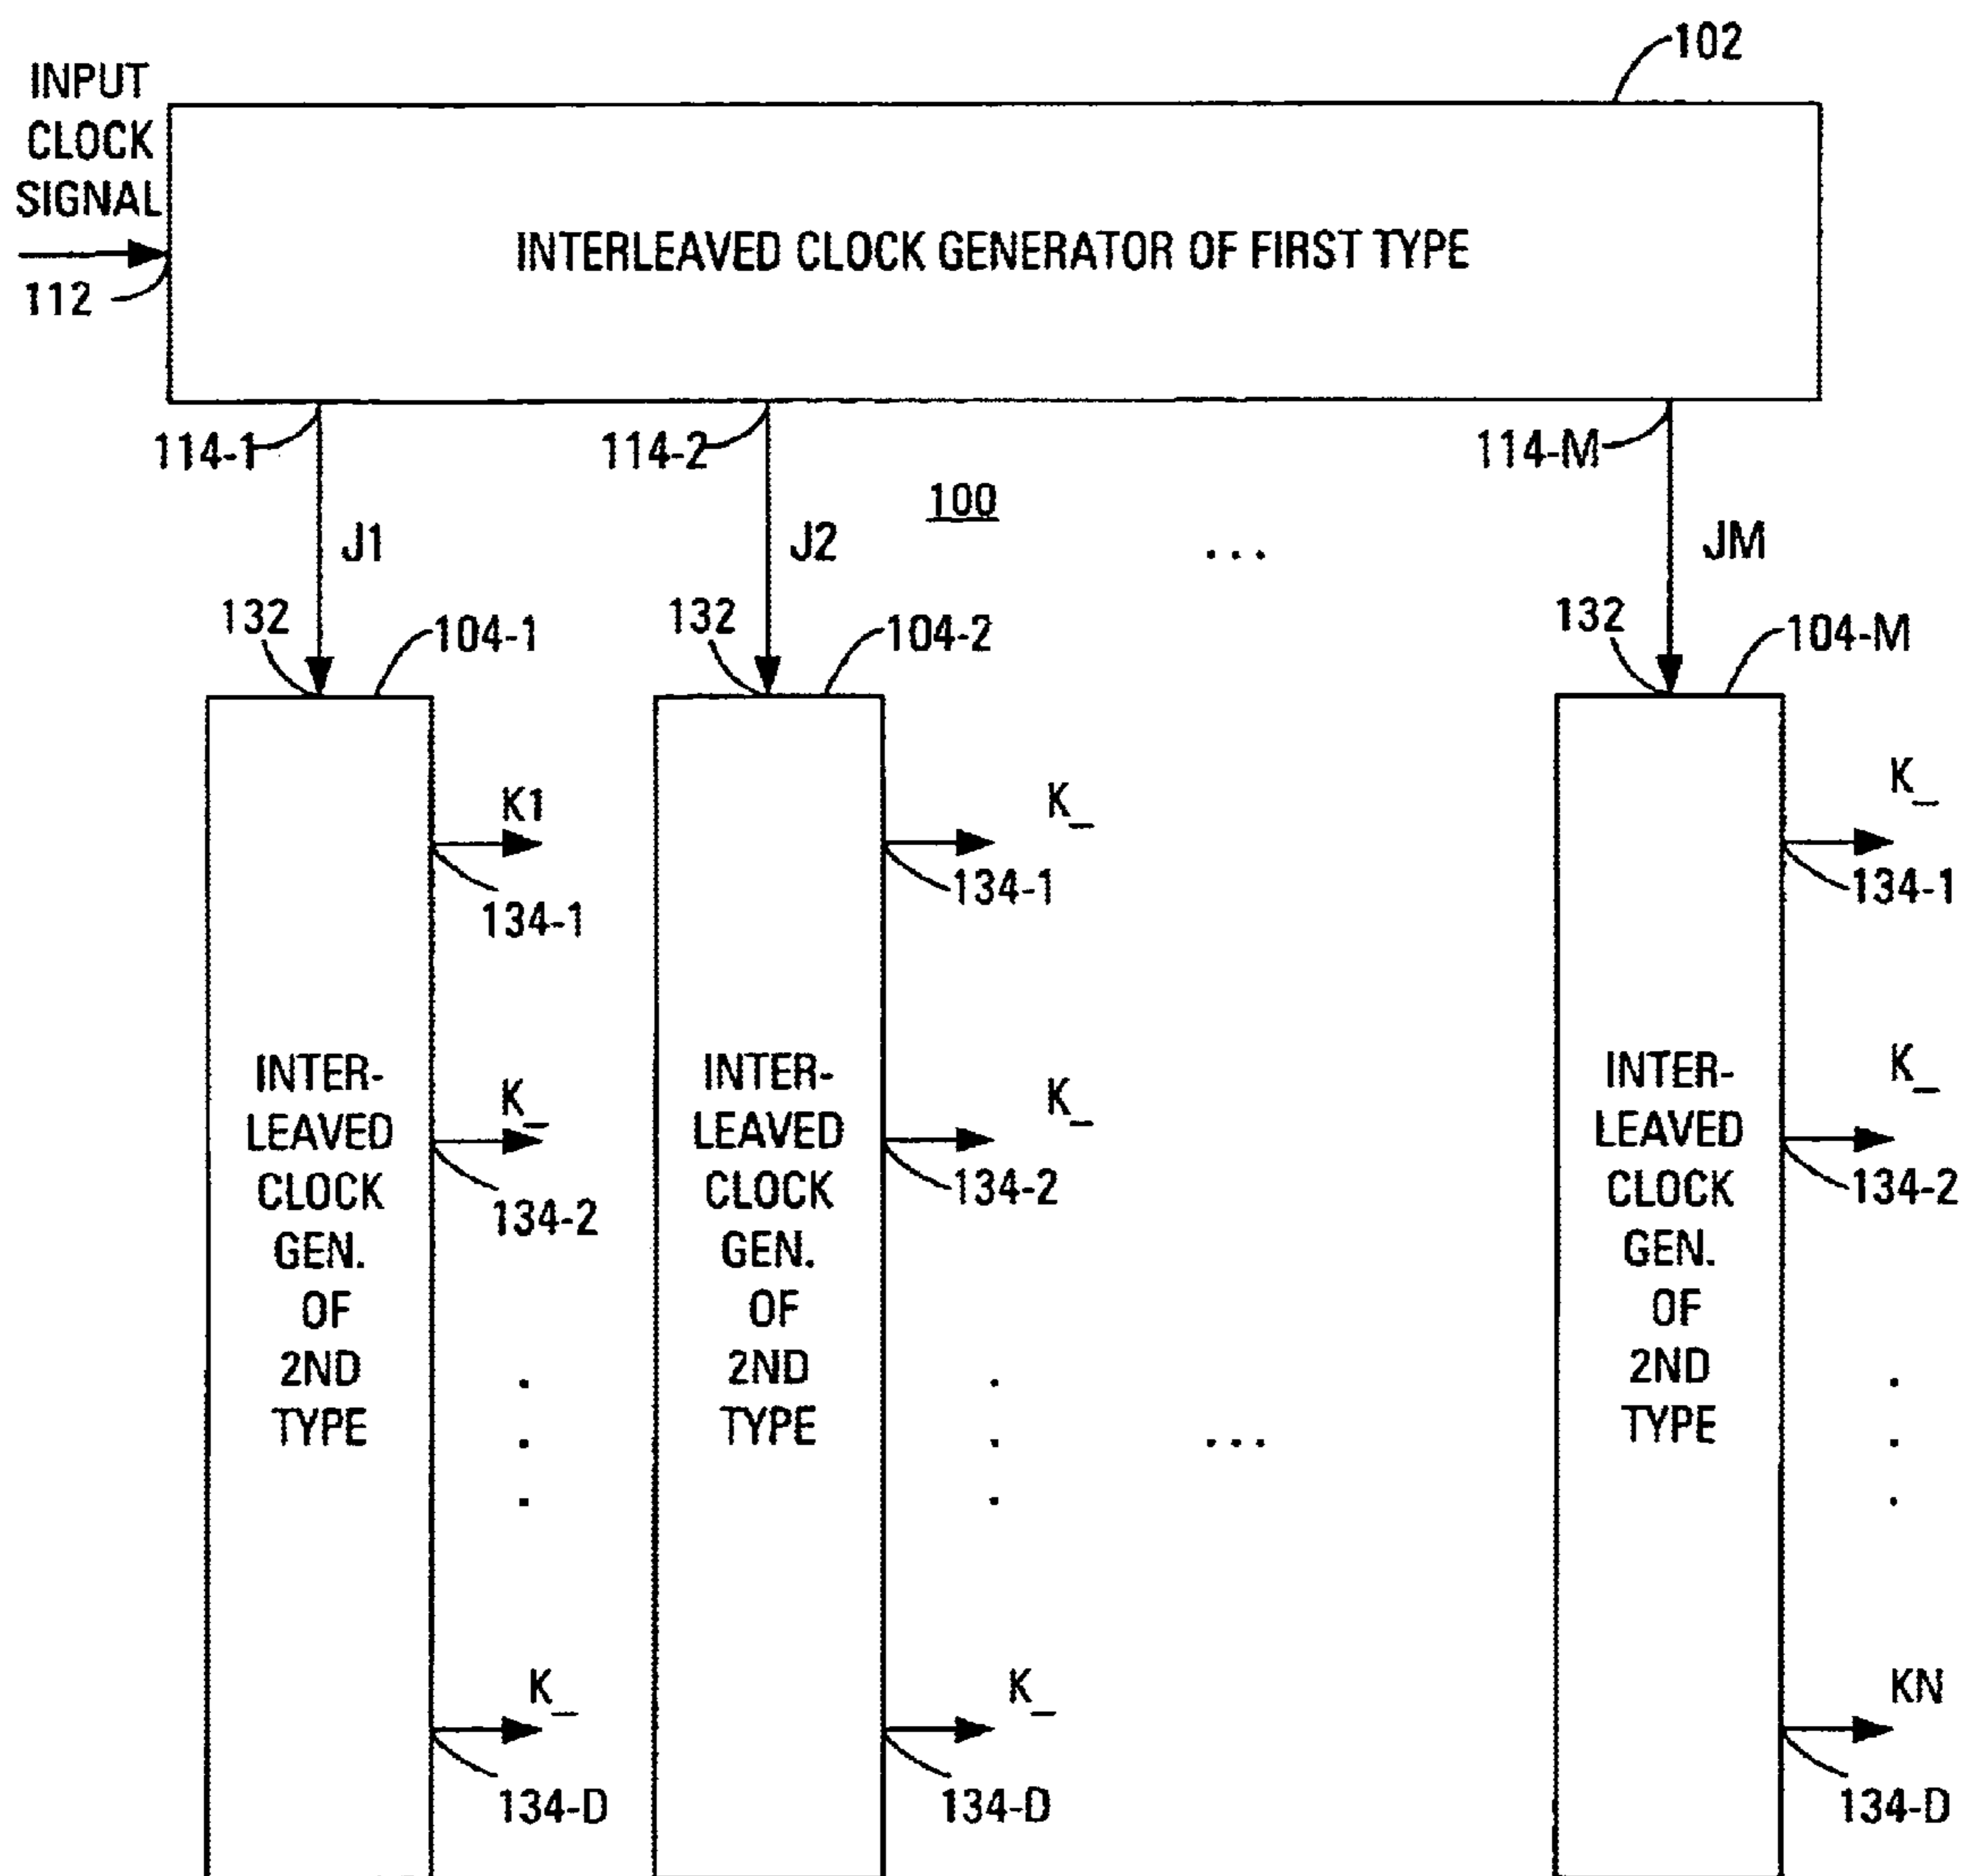 102
INPUT
CLOCK
SIGNAL
112
INTERLEAVED CLOCK GENERATOR OF FIRST TYPE
114-1
114-2
114-M
100
J1
J2
...
JM
132
104-1
132
104-2
132
104-M
K1
134-1
K_
134-2
K_
134-D
INTER-
LEAVED
CLOCK
GEN.
OF
2ND
TYPE
K_
134-1
K_
134-2
K_
134-D
INTER-
LEAVED
CLOCK
GEN.
OF
2ND
TYPE
...
K_
134-1
K_
134-2
KN
134-D
INTER-
LEAVED
CLOCK
GEN.
OF
2ND
TYPE